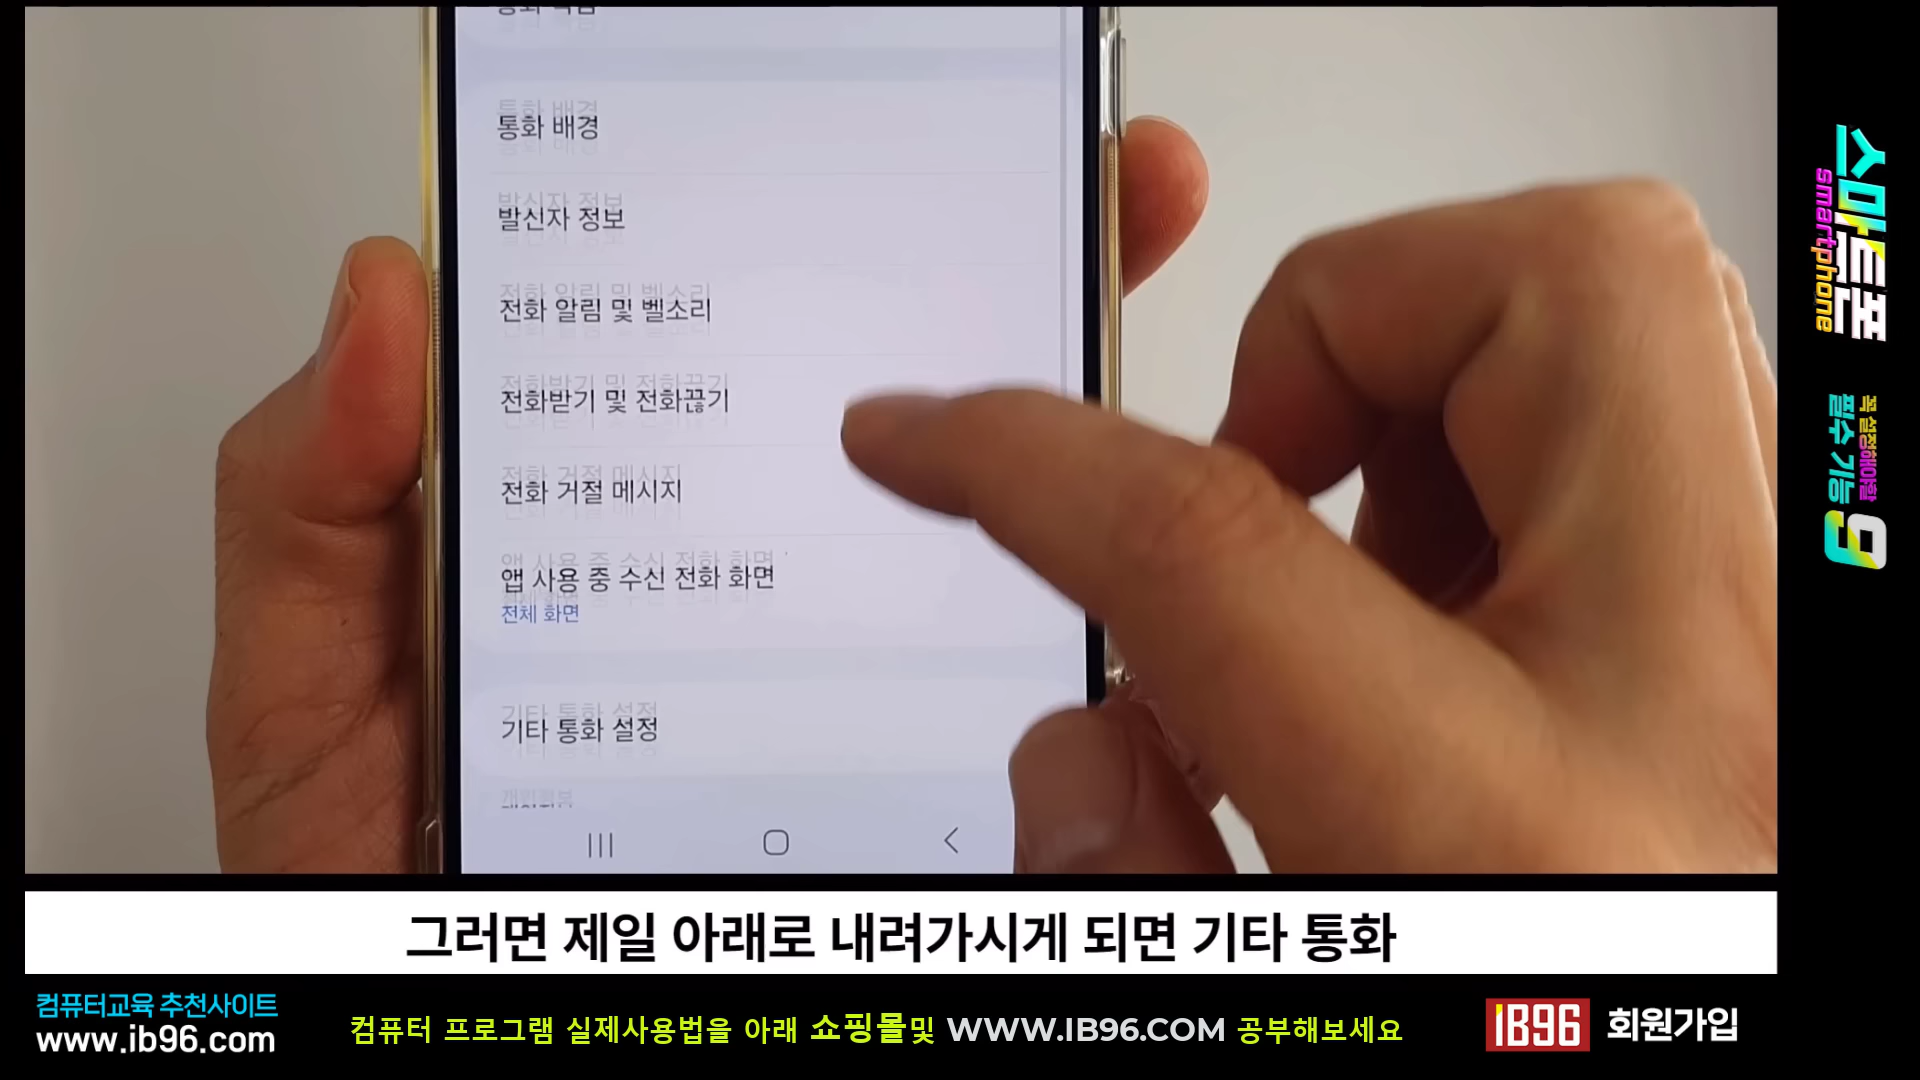 통화 배경
발신자 정보
전화 알림 및 벨소리
전화받기 및 전화끊기
전화 거절 메시지
앱 사용 중 수신 전화 화면
전체 화면
기타 통화 설정
그러면 제일 아래로 내려가시게 되면 기타 통화
컴퓨터교육 추천사이트
www.ib96.com
컴퓨터 프로그램 실제사용법을 아래 쇼핑몰및 WWW.IB96.COM 공부해보세요
IB96 회원가입
스마트폰
smartphone
꼭 설정해야할
필수 기능
9